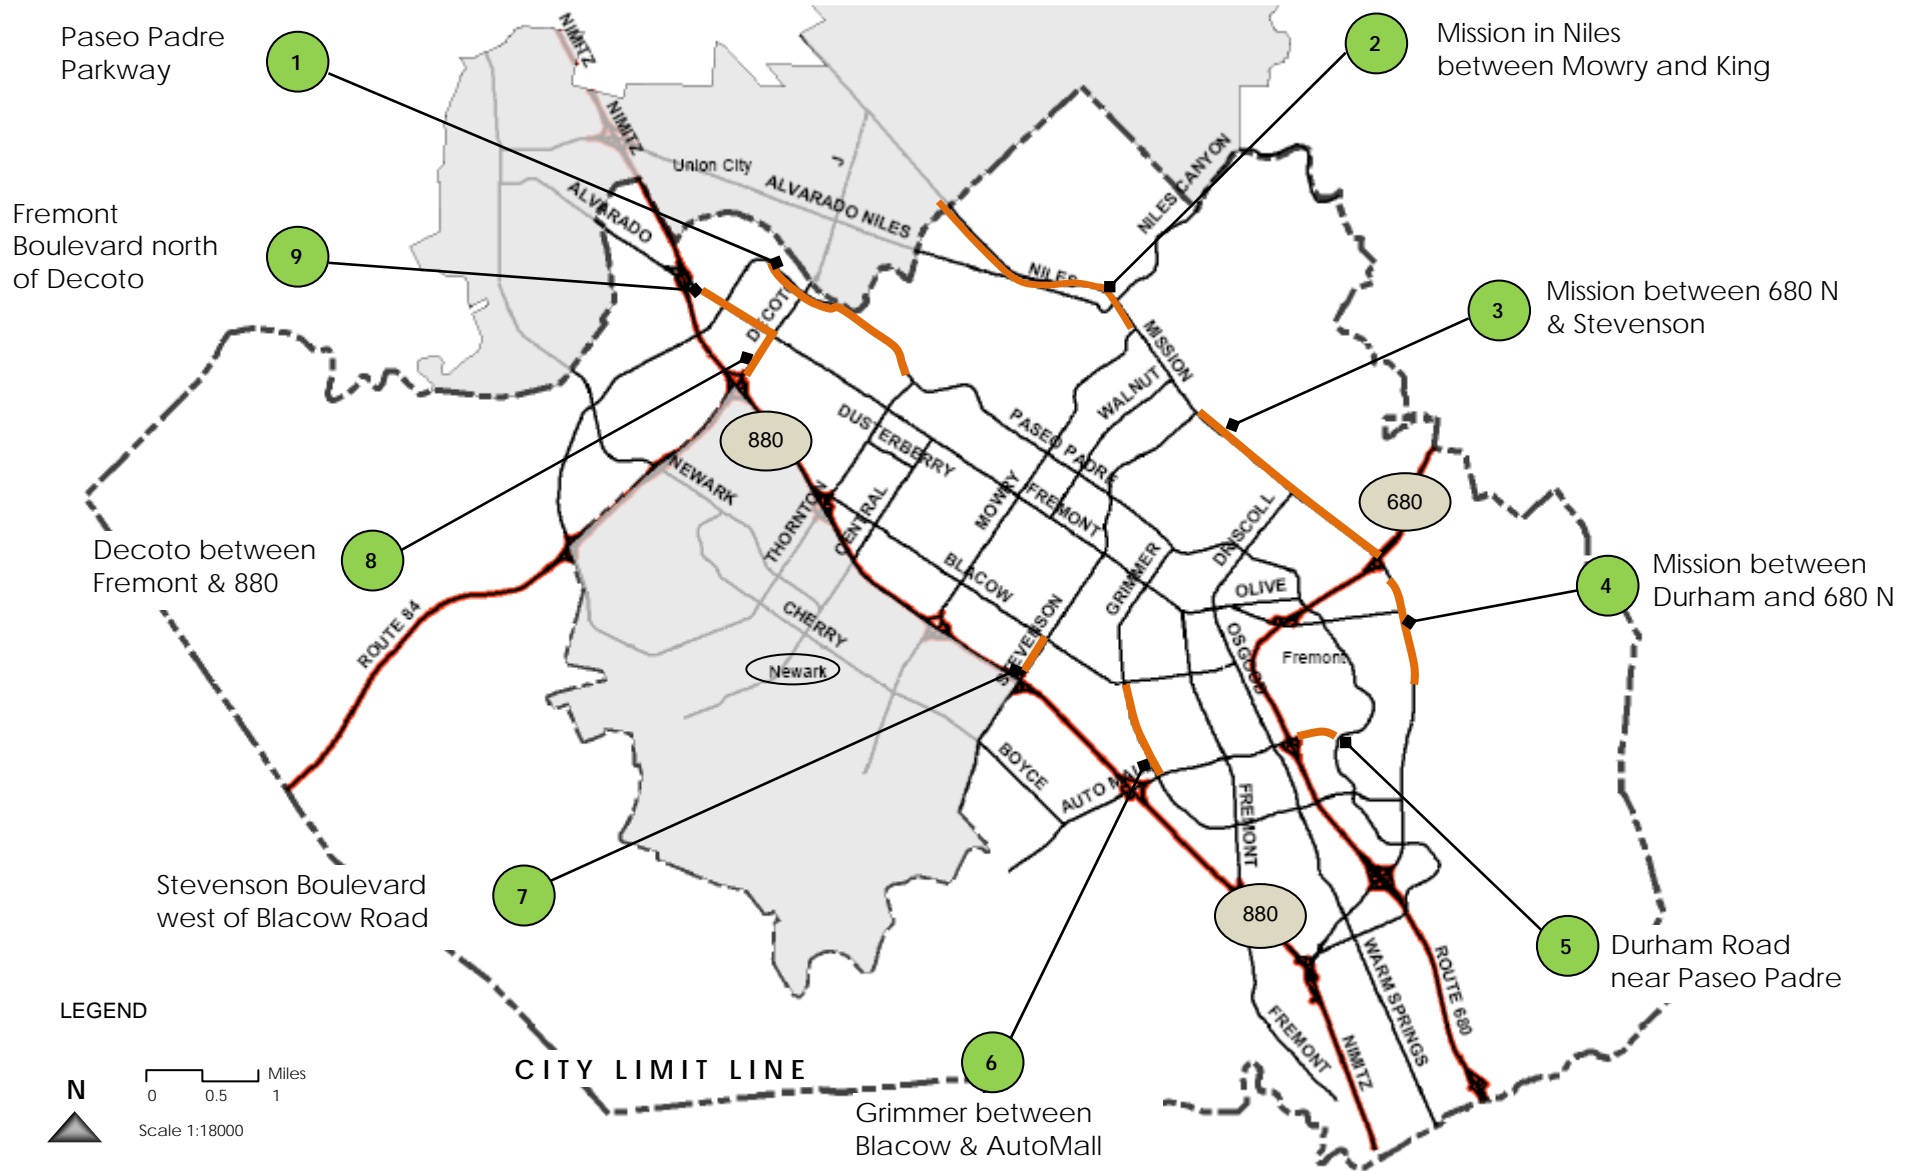 Paseo Padre
Parkway
1
2
Mission in Niles
between Mowry and King
Fremont
Boulevard north
of Decoto
9
3
Mission between 680 N
& Stevenson
Decoto between
Fremont & 880
8
4
Mission between
Durham and 680 N
Stevenson Boulevard
west of Blacow Road
7
5
Durham Road
near Paseo Padre
6
Grimmer between
Blacow & AutoMall
NIMITZ
NIMITZ
Union City
J
ALVARADO
ALVARADO NILES
NILES CANYON
NILES
DECOTO
MISSION
WALNUT
PASEO PADRE
DUSTERBERRY
FREMONT
MOWRY
880
680
NEWARK
THORNTON
CENTRAL
BLACOW
GRIMMER
DRISCOLL
OLIVE
CHERRY
STEVENSON
OSGOOD
Fremont
Newark
ROUTE 84
BOYCE
AUTO MALL
FREMONT
880
WARM SPRINGS
ROUTE 680
FREMONT
NIMITZ
LEGEND
N
Miles
0
0.5
1
Scale 1:18000
CITY LIMIT LINE